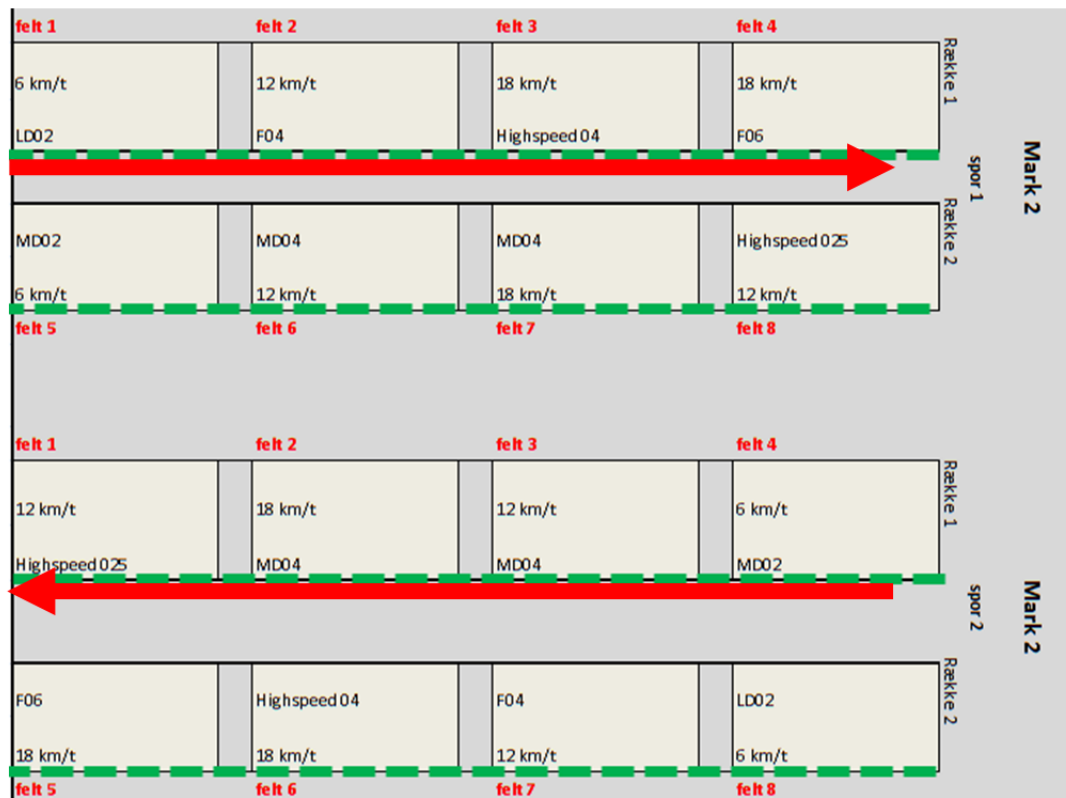 felt 1 felt 2 felt 3 felt 4
6 km/t 12 km/t 18 km/t 18 km/t
LD02 F04 Highspeed 04 F06
Række 1
spor 1
Mark 2
MD02 MD04 MD04 Highspeed 025
6 km/t 12 km/t 18 km/t 12 km/t
Række 2
felt 5 felt 6 felt 7 felt 8
felt 1 felt 2 felt 3 felt 4
12 km/t 18 km/t 12 km/t 6 km/t
Highspeed 025 MD04 MD04 MD02
Række 1
spor 2
Mark 2
F06 Highspeed 04 F04 LD02
18 km/t 18 km/t 12 km/t 6 km/t
Række 2
felt 5 felt 6 felt 7 felt 8